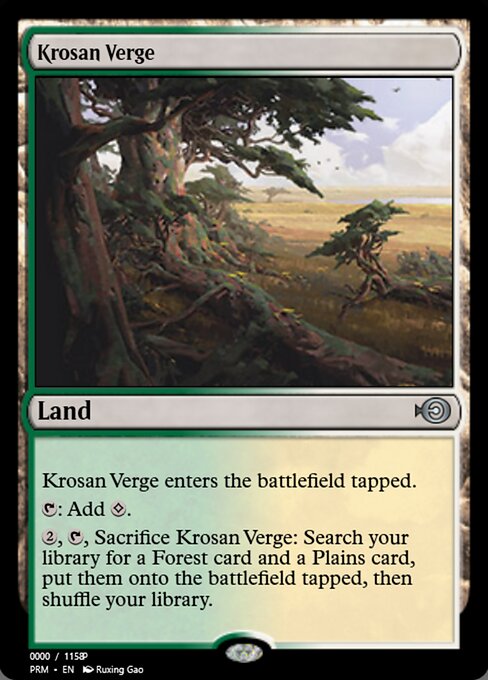 Krosan Verge
Land
Krosan Verge enters the battlefield tapped.
: Add .
2, , Sacrifice Krosan Verge: Search your
library for a Forest card and a Plains card,
put them onto the battlefield tapped, then
shuffle your library.
0000 / 1158P
PRM • EN Ruxing Gao